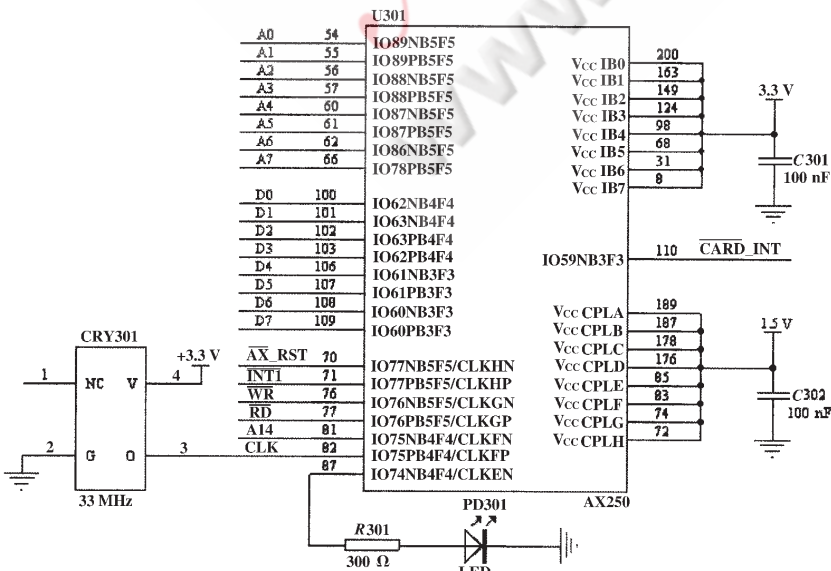 U301
A0 54 IO89NB5F5
A1 55 IO89PB5F5
A2 56 IO88NB5F5
A3 57 IO88PB5F5
A4 60 IO87NB5F5
A5 61 IO87PB5F5
A6 62 IO86NB5F5
A7 66 IO78PB5F5
D0 100 IO62NB4F4
D1 101 IO63NB4F4
D2 102 IO63PB4F4
D3 103 IO62PB4F4
D4 106 IO61NB3F3
D5 107 IO61PB3F3
D6 108 IO60NB3F3
D7 109 IO60PB3F3
AX_RST 70 IO77NB5F5/CLKHN
INT1 71 IO77PB5F5/CLKHP
WR 76 IO76NB5F5/CLKGN
RD 77 IO76PB5F5/CLKGP
A14 81 IO75NB4F4/CLKFN
CLK 82 IO75PB4F4/CLKFP
87 IO74NB4F4/CLKEN
VCC IB0 200
VCC IB1 163
VCC IB2 149
VCC IB3 124
VCC IB4 98
VCC IB5 68
VCC IB6 31
VCC IB7 8
3.3 V
C301
100 nF
IO59NB3F3 110 CARD_INT
VCC CPLA 189
VCC CPLB 187
VCC CPLC 178
VCC CPLD 176
VCC CPLE 85
VCC CPLF 83
VCC CPLG 74
VCC CPLH 72
1.5 V
C302
100 nF
AX250
CRY301
+3.3 V
1 NC V 4
2 G O 3
33 MHz
R301
300 Ω
PD301
LED
www